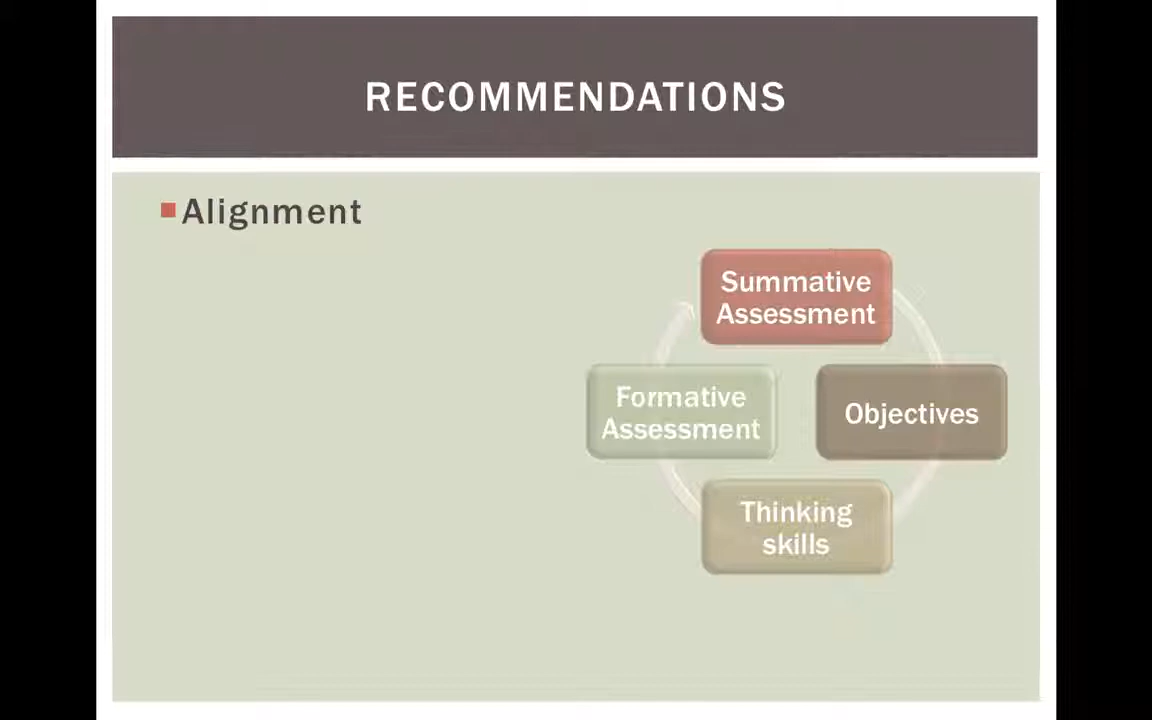 RECOMMENDATIONS
Alignment
Summative
Assessment
Formative
Assessment
Objectives
Thinking
skills